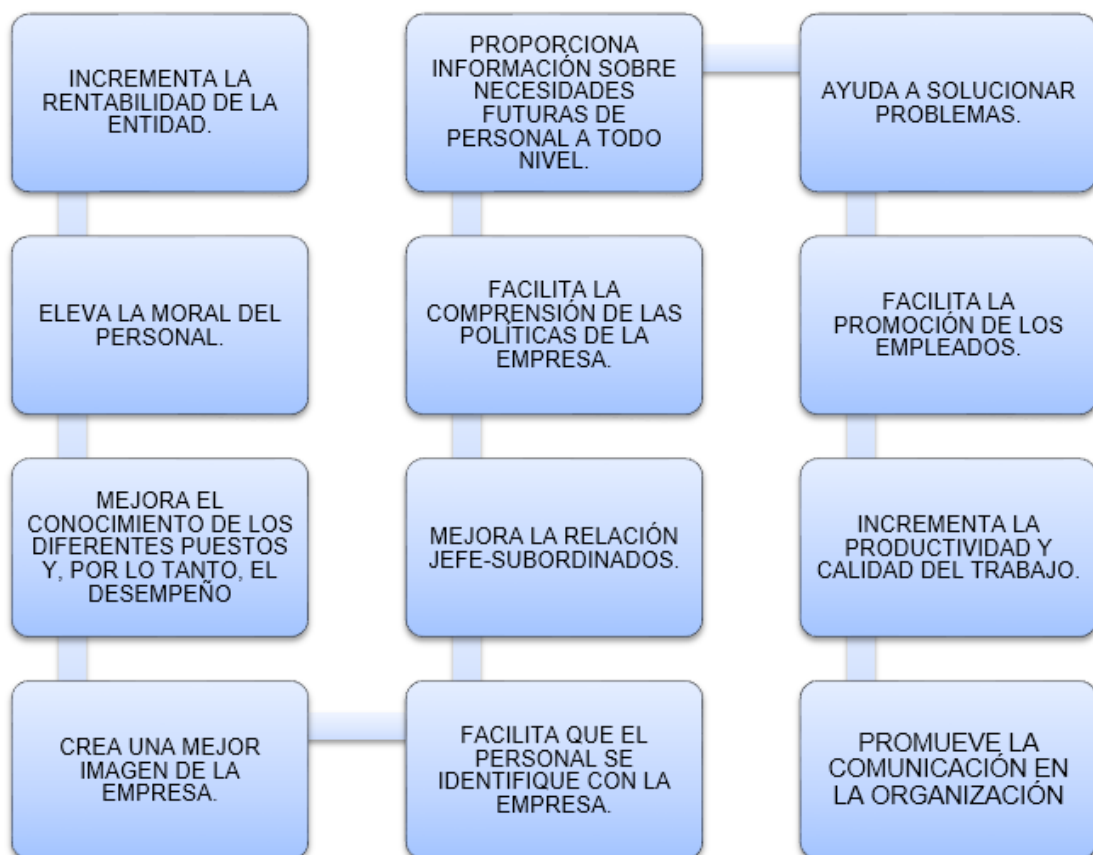 INCREMENTA LA
RENTABILIDAD DE LA
ENTIDAD.
ELEVA LA MORAL DEL
PERSONAL.
MEJORA EL
CONOCIMIENTO DE LOS
DIFERENTES PUESTOS
Y, POR LO TANTO, EL
DESEMPEÑO
CREA UNA MEJOR
IMAGEN DE LA
EMPRESA.
FACILITA QUE EL
PERSONAL SE
IDENTIFIQUE CON LA
EMPRESA.
MEJORA LA RELACIÓN
JEFE-SUBORDINADOS.
FACILITA LA
COMPRENSIÓN DE LAS
POLÍTICAS DE LA
EMPRESA.
PROPORCIONA
INFORMACIÓN SOBRE
NECESIDADES
FUTURAS DE
PERSONAL A TODO
NIVEL.
AYUDA A SOLUCIONAR
PROBLEMAS.
FACILITA LA
PROMOCIÓN DE LOS
EMPLEADOS.
INCREMENTA LA
PRODUCTIVIDAD Y
CALIDAD DEL TRABAJO.
PROMUEVE LA
COMUNICACIÓN EN
LA ORGANIZACIÓN